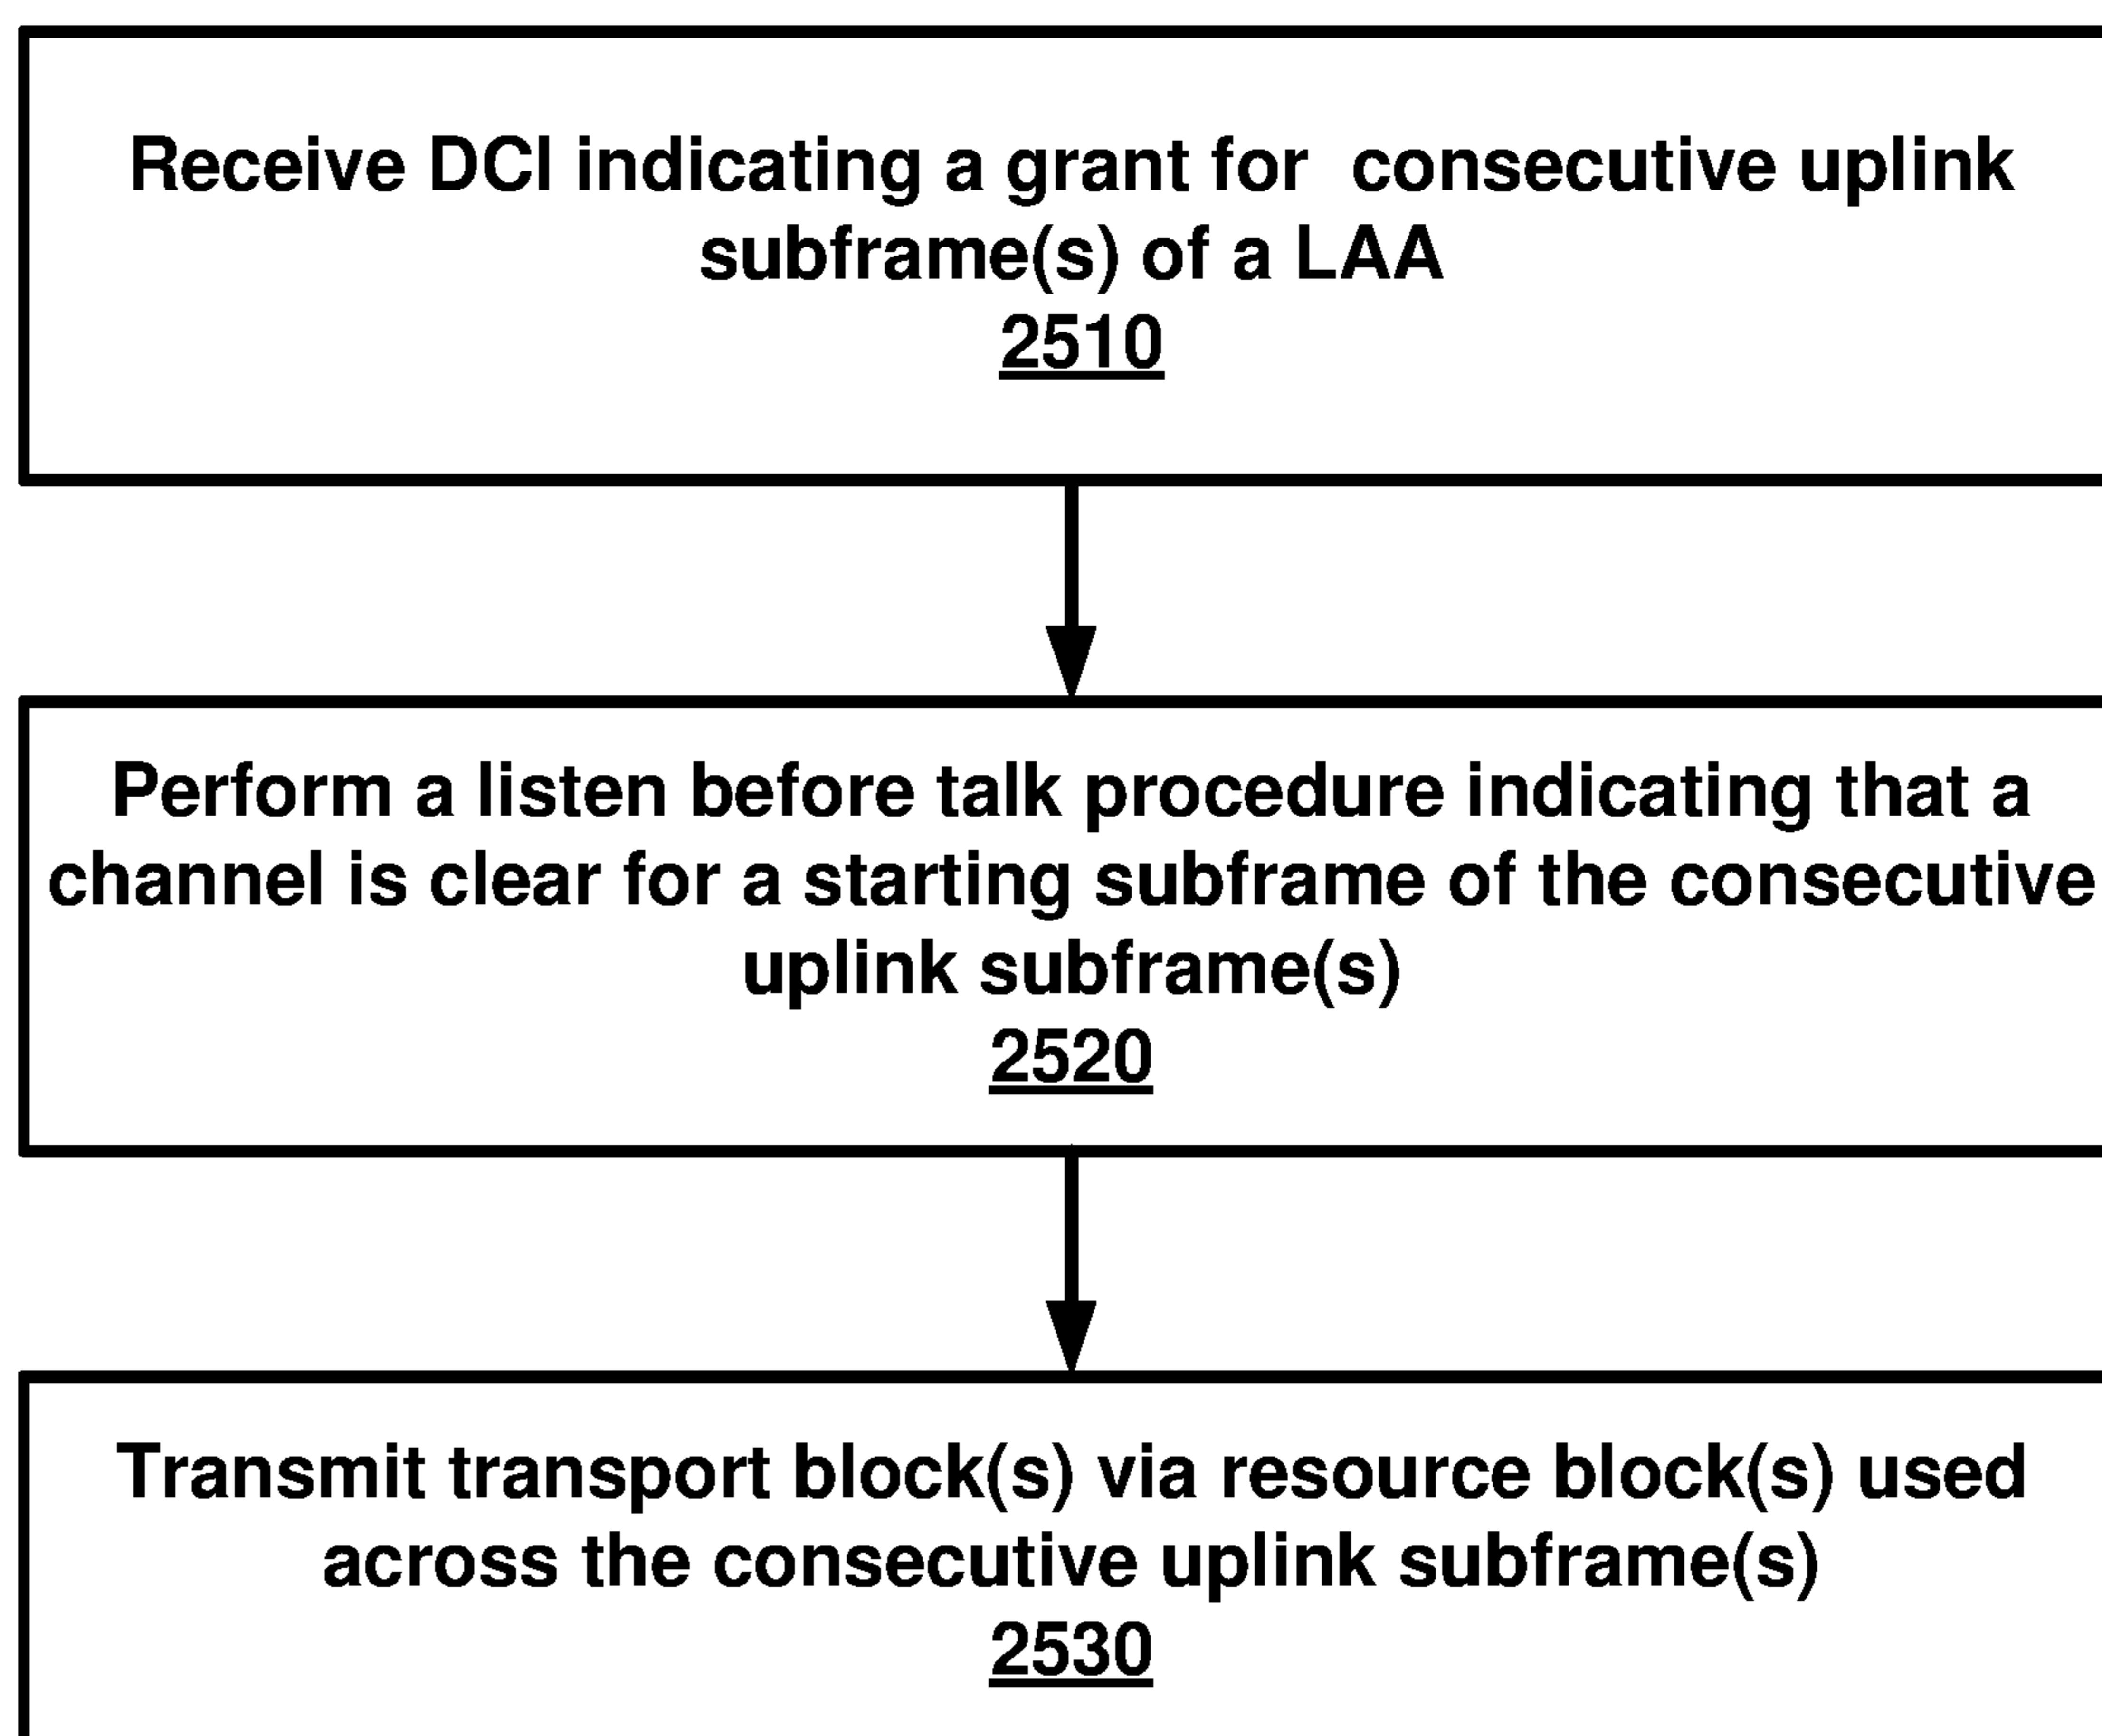 Receive DCI indicating a grant for consecutive uplink
subframe(s) of a LAA
2510
Perform a listen before talk procedure indicating that a
channel is clear for a starting subframe of the consecutive
uplink subframe(s)
2520
Transmit transport block(s) via resource block(s) used
across the consecutive uplink subframe(s)
2530